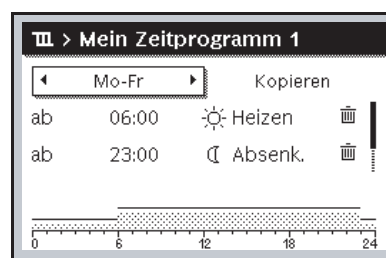 > Mein Zeitprogramm 1
Mo-Fr Kopieren
ab 06:00 Heizen
ab 23:00 Absenk.
0 6 12 18 24